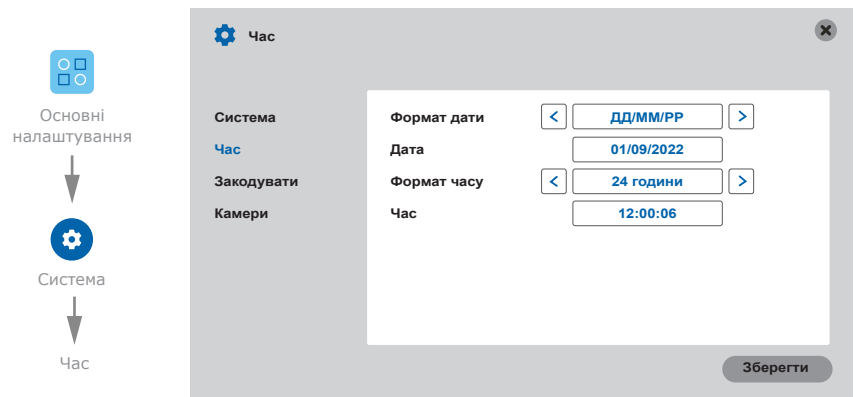 Основні
налаштування
Система
Час
Час
Система
Час
Закодувати
Камери
Формат дати < ДД/ММ/РР >
Дата 01/09/2022
Формат часу < 24 години >
Час 12:00:06
Зберегти